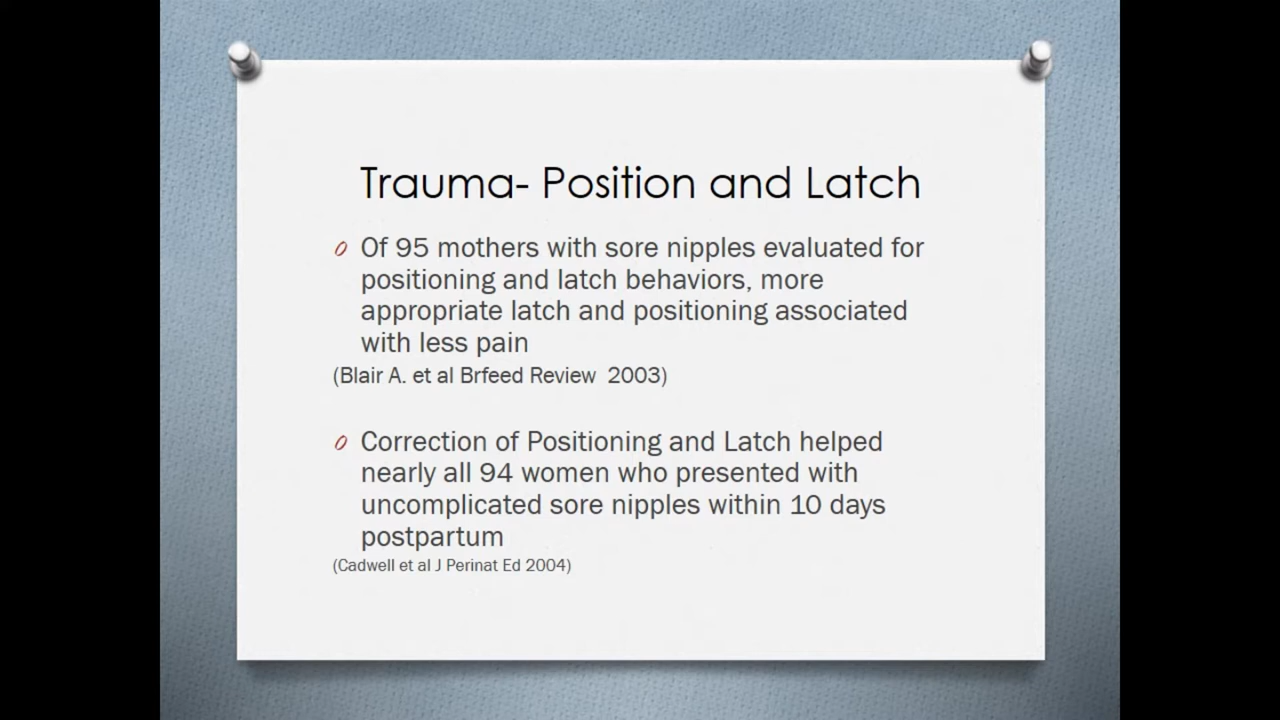 Trauma- Position and Latch
Of 95 mothers with sore nipples evaluated for
positioning and latch behaviors, more
appropriate latch and positioning associated
with less pain
(Blair A. et al Brfeed Review  2003)
Correction of Positioning and Latch helped
nearly all 94 women who presented with
uncomplicated sore nipples within 10 days
postpartum
(Cadwell et al J Perinat Ed 2004)